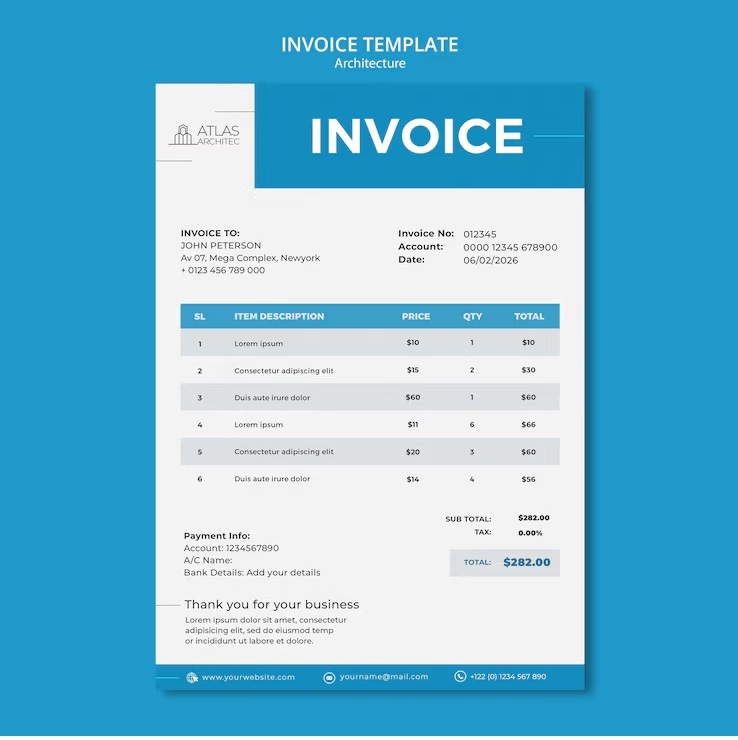 INVOICE TEMPLATE
Architecture
ATLAS
ARCHITEC
INVOICE
INVOICE TO:
JOHN PETERSON
Av 07, Mega Complex, Newyork
+ 0123 456 789 000
Invoice No: 012345
Account: 0000 12345 678900
Date: 06/02/2026
SL ITEM DESCRIPTION PRICE QTY TOTAL
1 Lorem ipsum $10 1 $10
2 Consectetur adipiscing elit $15 2 $30
3 Duis aute irure dolor $60 1 $60
4 Lorem ipsum $11 6 $66
5 Consectetur adipiscing elit $20 3 $60
6 Duis aute irure dolor $14 4 $56
SUB TOTAL: $282.00
TAX: 0.00%
TOTAL: $282.00
Payment Info:
Account: 1234567890
A/C Name:
Bank Details: Add your details
Thank you for your business
Lorem ipsum dolor sit amet, consectetur
adipiscing elit, sed do eiusmod temp
or incididunt ut labore et dolore.
www.yourwebsite.com yourname@mail.com +122 (0) 1234 567 890